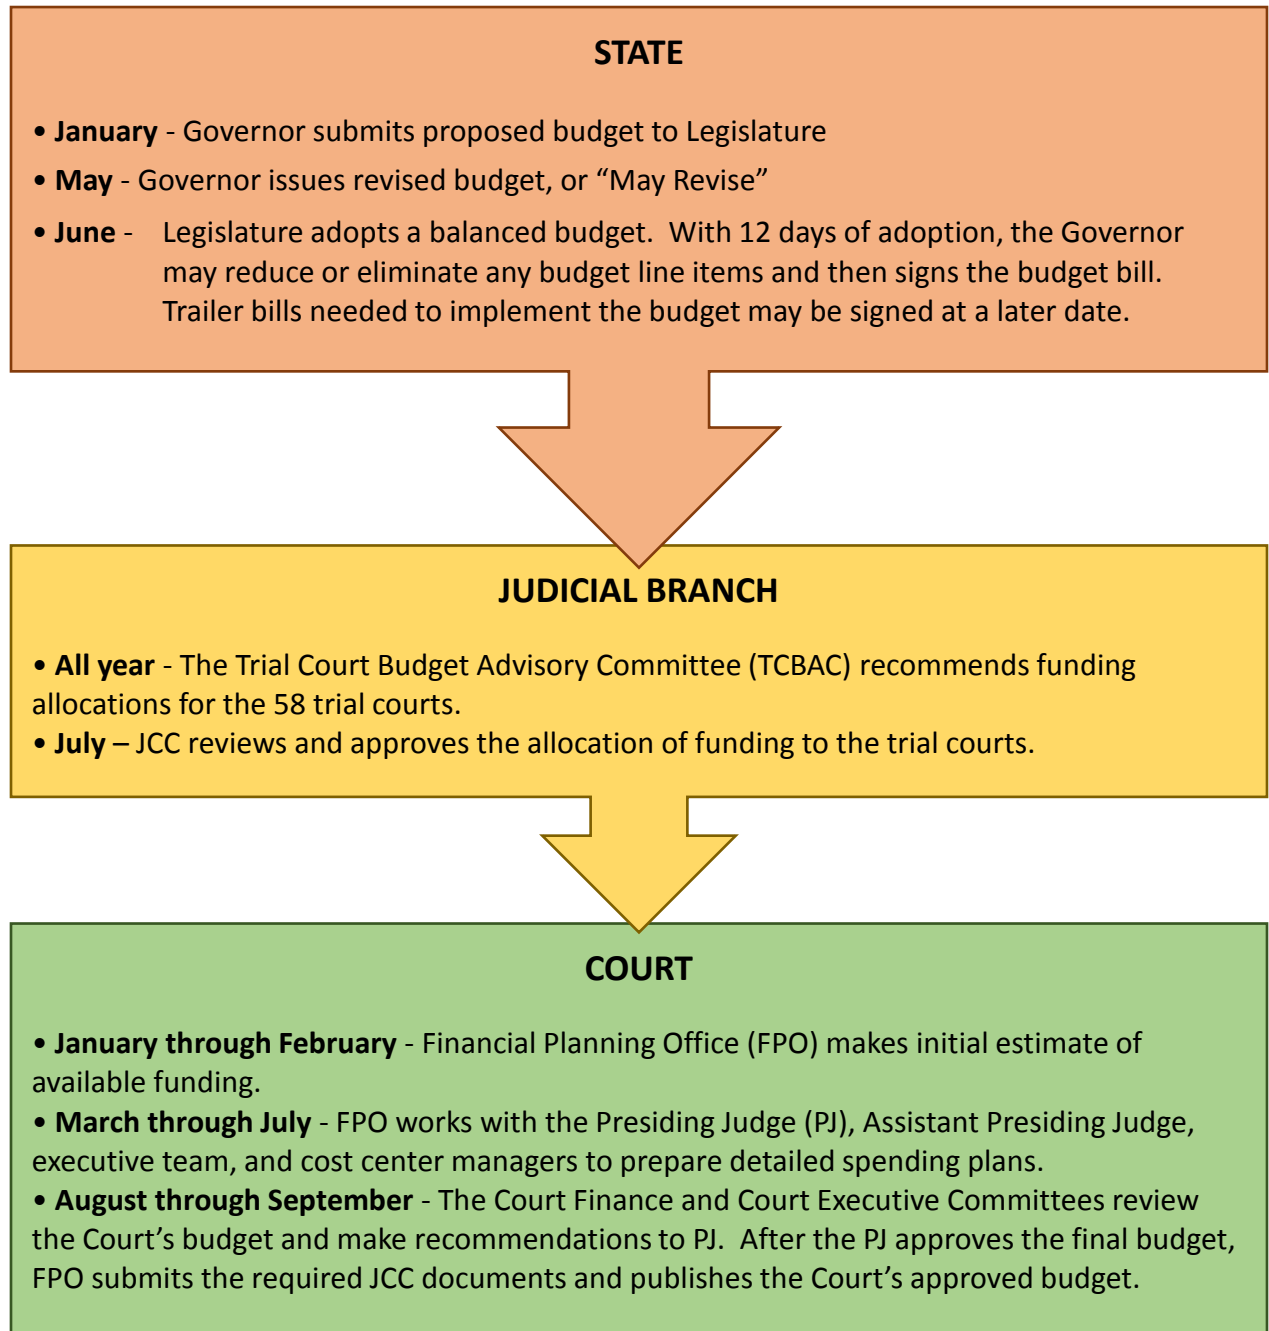 STATE
• January - Governor submits proposed budget to Legislature
• May - Governor issues revised budget, or “May Revise”
• June - Legislature adopts a balanced budget. With 12 days of adoption, the Governor
may reduce or eliminate any budget line items and then signs the budget bill.
Trailer bills needed to implement the budget may be signed at a later date.
JUDICIAL BRANCH
• All year - The Trial Court Budget Advisory Committee (TCBAC) recommends funding
allocations for the 58 trial courts.
• July – JCC reviews and approves the allocation of funding to the trial courts.
COURT
• January through February - Financial Planning Office (FPO) makes initial estimate of
available funding.
• March through July - FPO works with the Presiding Judge (PJ), Assistant Presiding Judge,
executive team, and cost center managers to prepare detailed spending plans.
• August through September - The Court Finance and Court Executive Committees review
the Court’s budget and make recommendations to PJ. After the PJ approves the final budget,
FPO submits the required JCC documents and publishes the Court’s approved budget.